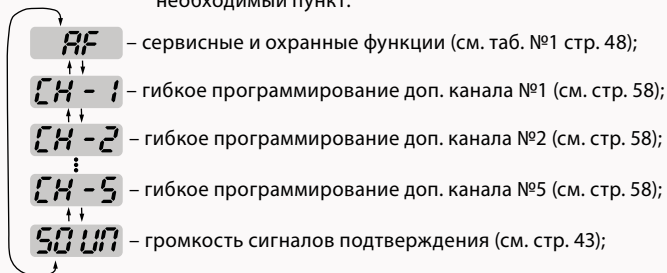 необходимый пункт.
AF – сервисные и охранные функции (см. таб. №1 стр. 48);
CH - 1 – гибкое программирование доп. канала №1 (см. стр. 58);
CH - 2 – гибкое программирование доп. канала №2 (см. стр. 58);
CH - 5 – гибкое программирование доп. канала №5 (см. стр. 58);
SOUN – громкость сигналов подтверждения (см. стр. 43);